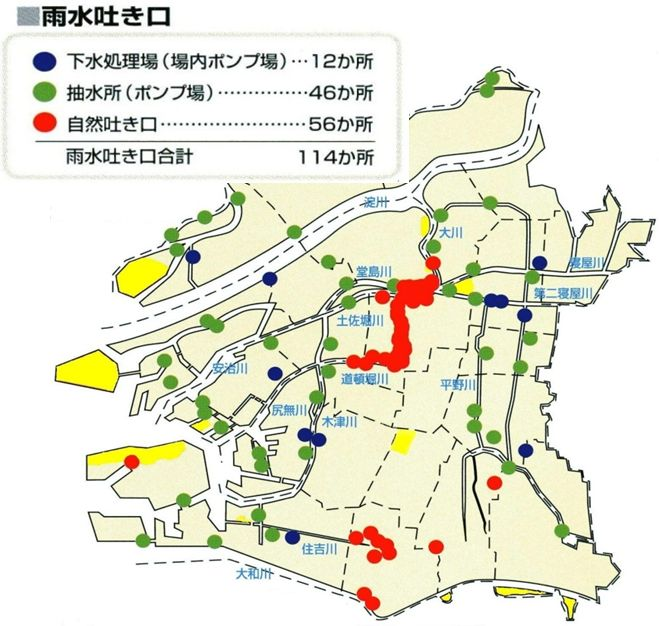 雨水吐き口
下水処理場（場内ポンプ場）…12か所
抽水所（ポンプ場）……………46か所
自然吐き口……………………56か所
雨水吐き口合計 114か所
淀川
大川
寝屋川
堂島川
第二寝屋川
土佐堀川
安治川
道頓堀川
平野川
尻無川
木津川
住吉川
大和川